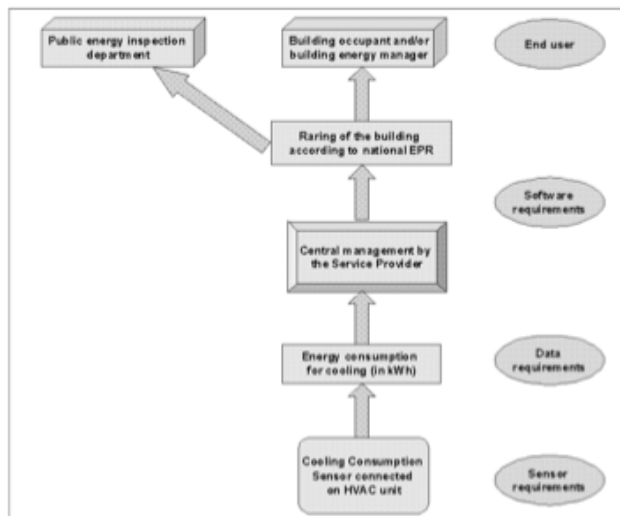 Public energy inspection
department
Building occupant and/or
building energy manager
End user
Raring of the building
according to national EPR
Software
requirements
Central management by
the Service Provider
Energy consumption
for cooling (in kWh)
Data
requirements
Cooling Consumption
Sensor connected
on HVAC unit
Sensor
requirements